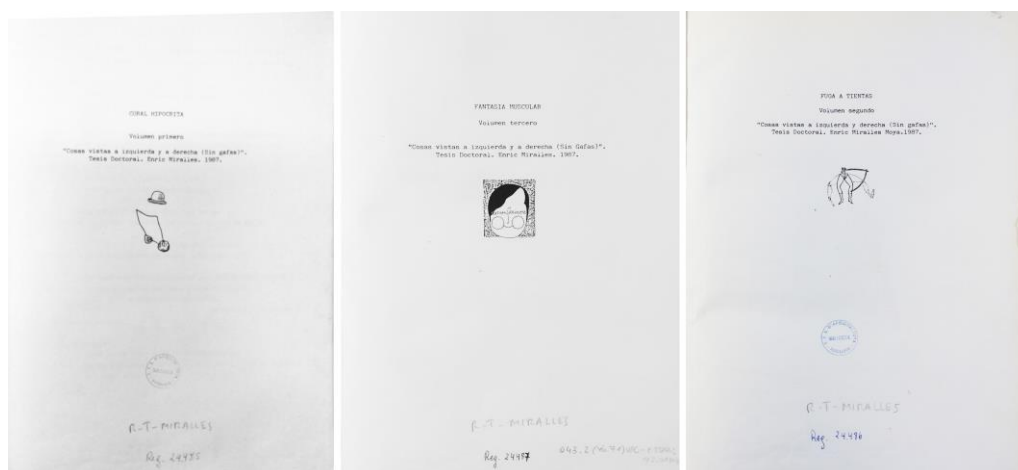 CORAL HIPOCRITA
Volumen primero
"Cosas vistas a izquierda y a derecha (Sin gafas)".
Tesis Doctoral. Enric Miralles. 1987.
R-T-MIRALLES
Reg. 24495
FANTASIA MUSCULAR
Volumen tercero
"Cosas vistas a izquierda y a derecha (Sin Gafas)".
Tesis Doctoral. Enric Miralles. 1987.
R-T-MIRALLES
Reg. 24497
FUGA A TIENTAS
Volumen segundo
"Cosas vistas a izquierda y derecha (Sin gafas)".
Tesis Doctoral. Enric Miralles Moya.1987.
R-T-MIRALLES
Reg. 24496